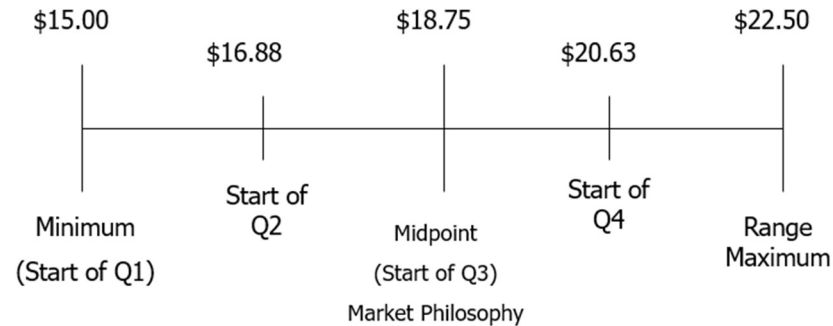 $15.00
$16.88
$18.75
$20.63
$22.50
Minimum
(Start of Q1)
Start of
Q2
Midpoint
(Start of Q3)
Market Philosophy
Start of
Q4
Range
Maximum